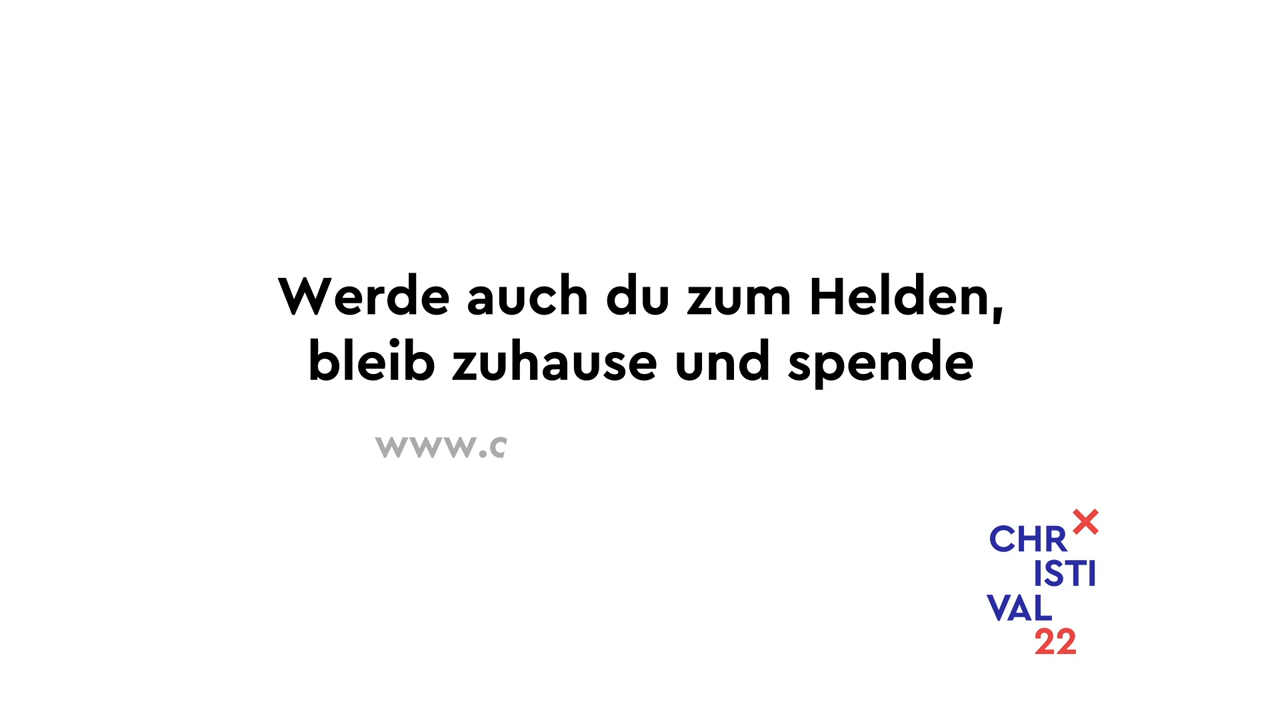 Werde auch du zum Helden,
bleib zuhause und spende
www.c
CHR
ISTI
VAL
22